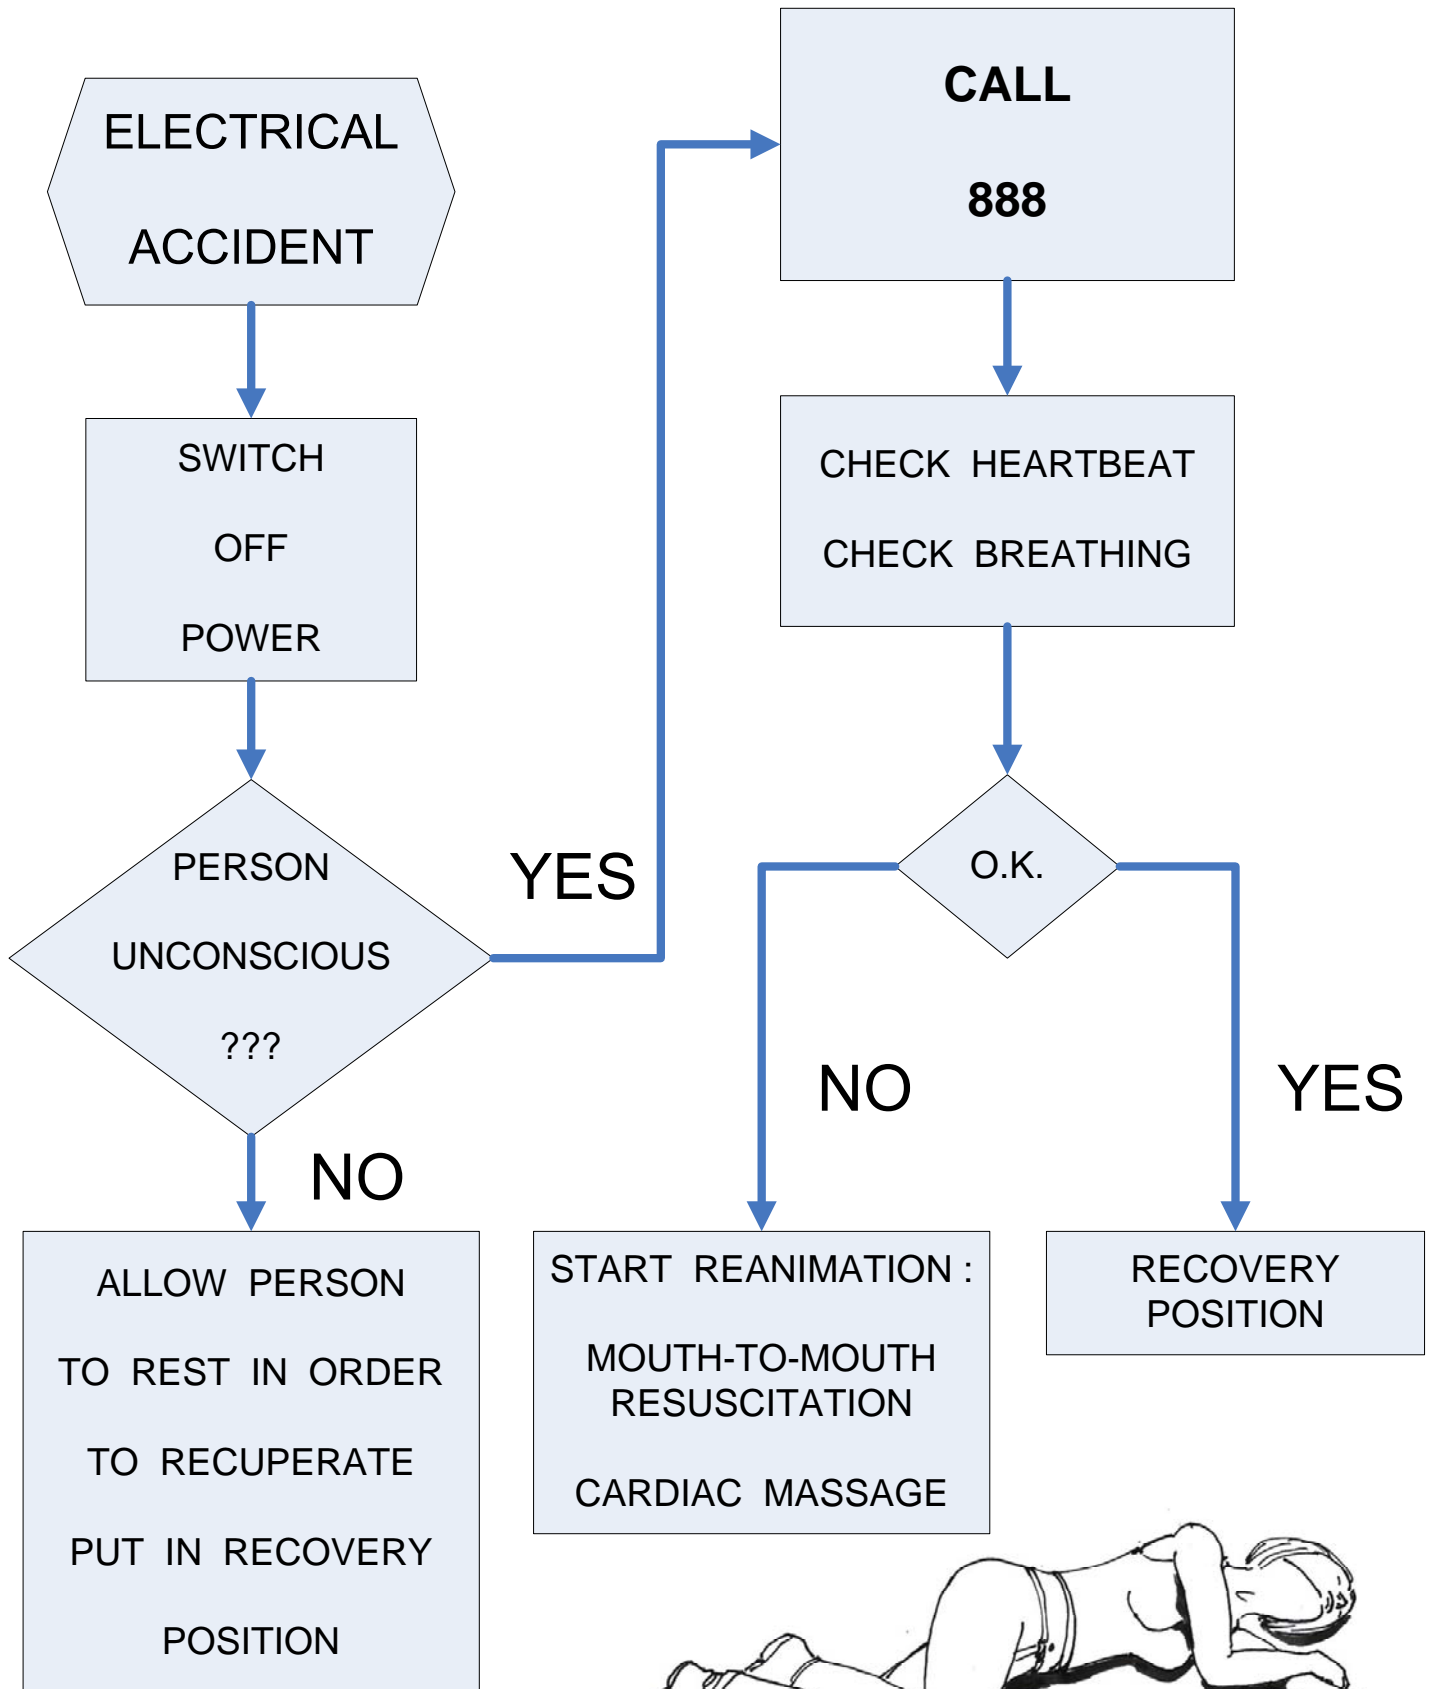 ELECTRICAL
ACCIDENT
SWITCH
OFF
POWER
PERSON
UNCONSCIOUS
???
YES
NO
ALLOW PERSON
TO REST IN ORDER
TO RECUPERATE
PUT IN RECOVERY
POSITION
CALL
888
CHECK HEARTBEAT
CHECK BREATHING
O.K.
NO
YES
START REANIMATION :
MOUTH-TO-MOUTH
RESUSCITATION
CARDIAC MASSAGE
RECOVERY
POSITION